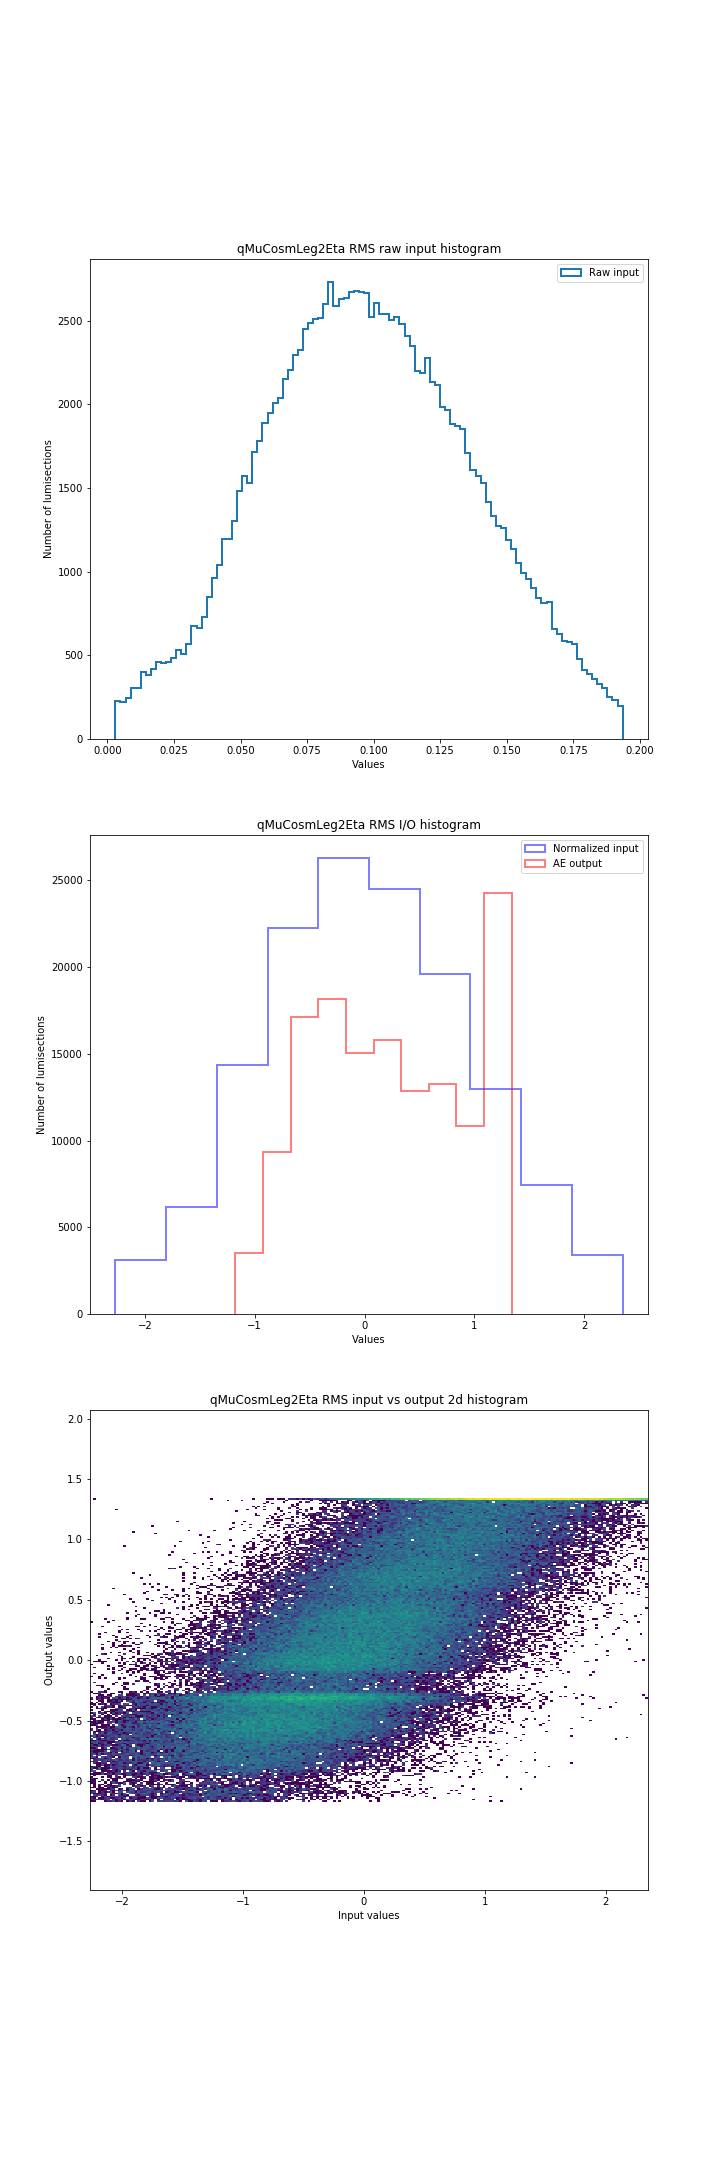 qMuCosmLeg2Eta RMS raw input histogram
Raw input
2500
2000
1500
1000
500
0
Number of lumisections
0.000 0.025 0.050 0.075 0.100 0.125 0.150 0.175 0.200
Values
qMuCosmLeg2Eta RMS I/O histogram
Normalized input
AE output
25000
20000
15000
10000
5000
0
Number of lumisections
−2 −1 0 1 2
Values
qMuCosmLeg2Eta RMS input vs output 2d histogram
2.0
1.5
1.0
0.5
0.0
−0.5
−1.0
−1.5
Output values
−2 −1 0 1 2
Input values